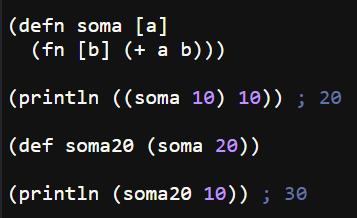 (defn soma [a]
  (fn [b] (+ a b)))
(println ((soma 10) 10)) ; 20
(def soma20 (soma 20))
(println (soma20 10)) ; 30